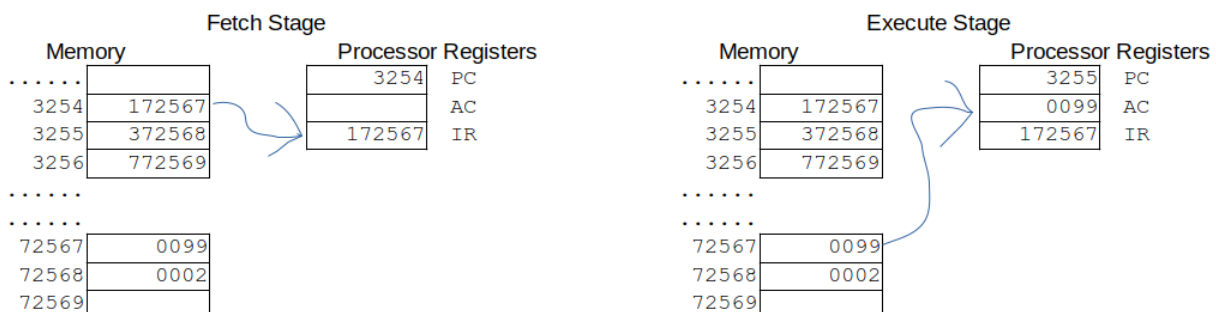 Fetch Stage
Memory Processor Registers
...... 3254 PC
3254 172567 AC
3255 372568 172567 IR
3256 772569
......
......
72567 0099
72568 0002
72569
Execute Stage
Memory Processor Registers
...... 3255 PC
3254 172567 0099 AC
3255 372568 172567 IR
3256 772569
......
......
72567 0099
72568 0002
72569